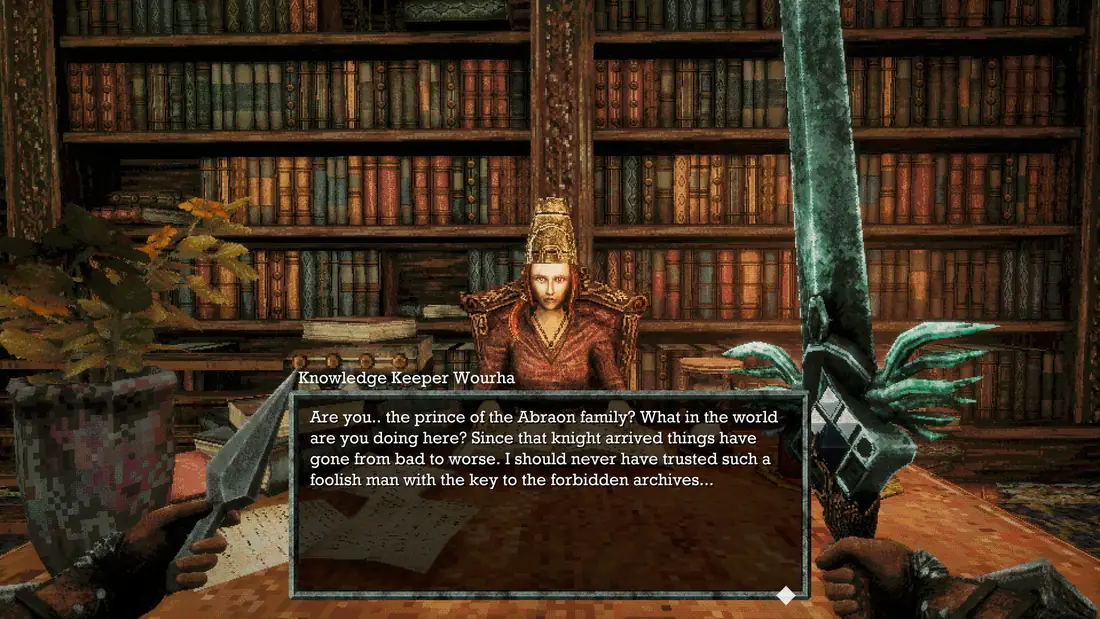 Knowledge Keeper Wourha
Are you.. the prince of the Abraon family? What in the world
are you doing here? Since that knight arrived things have
gone from bad to worse. I should never have trusted such a
foolish man with the key to the forbidden archives...